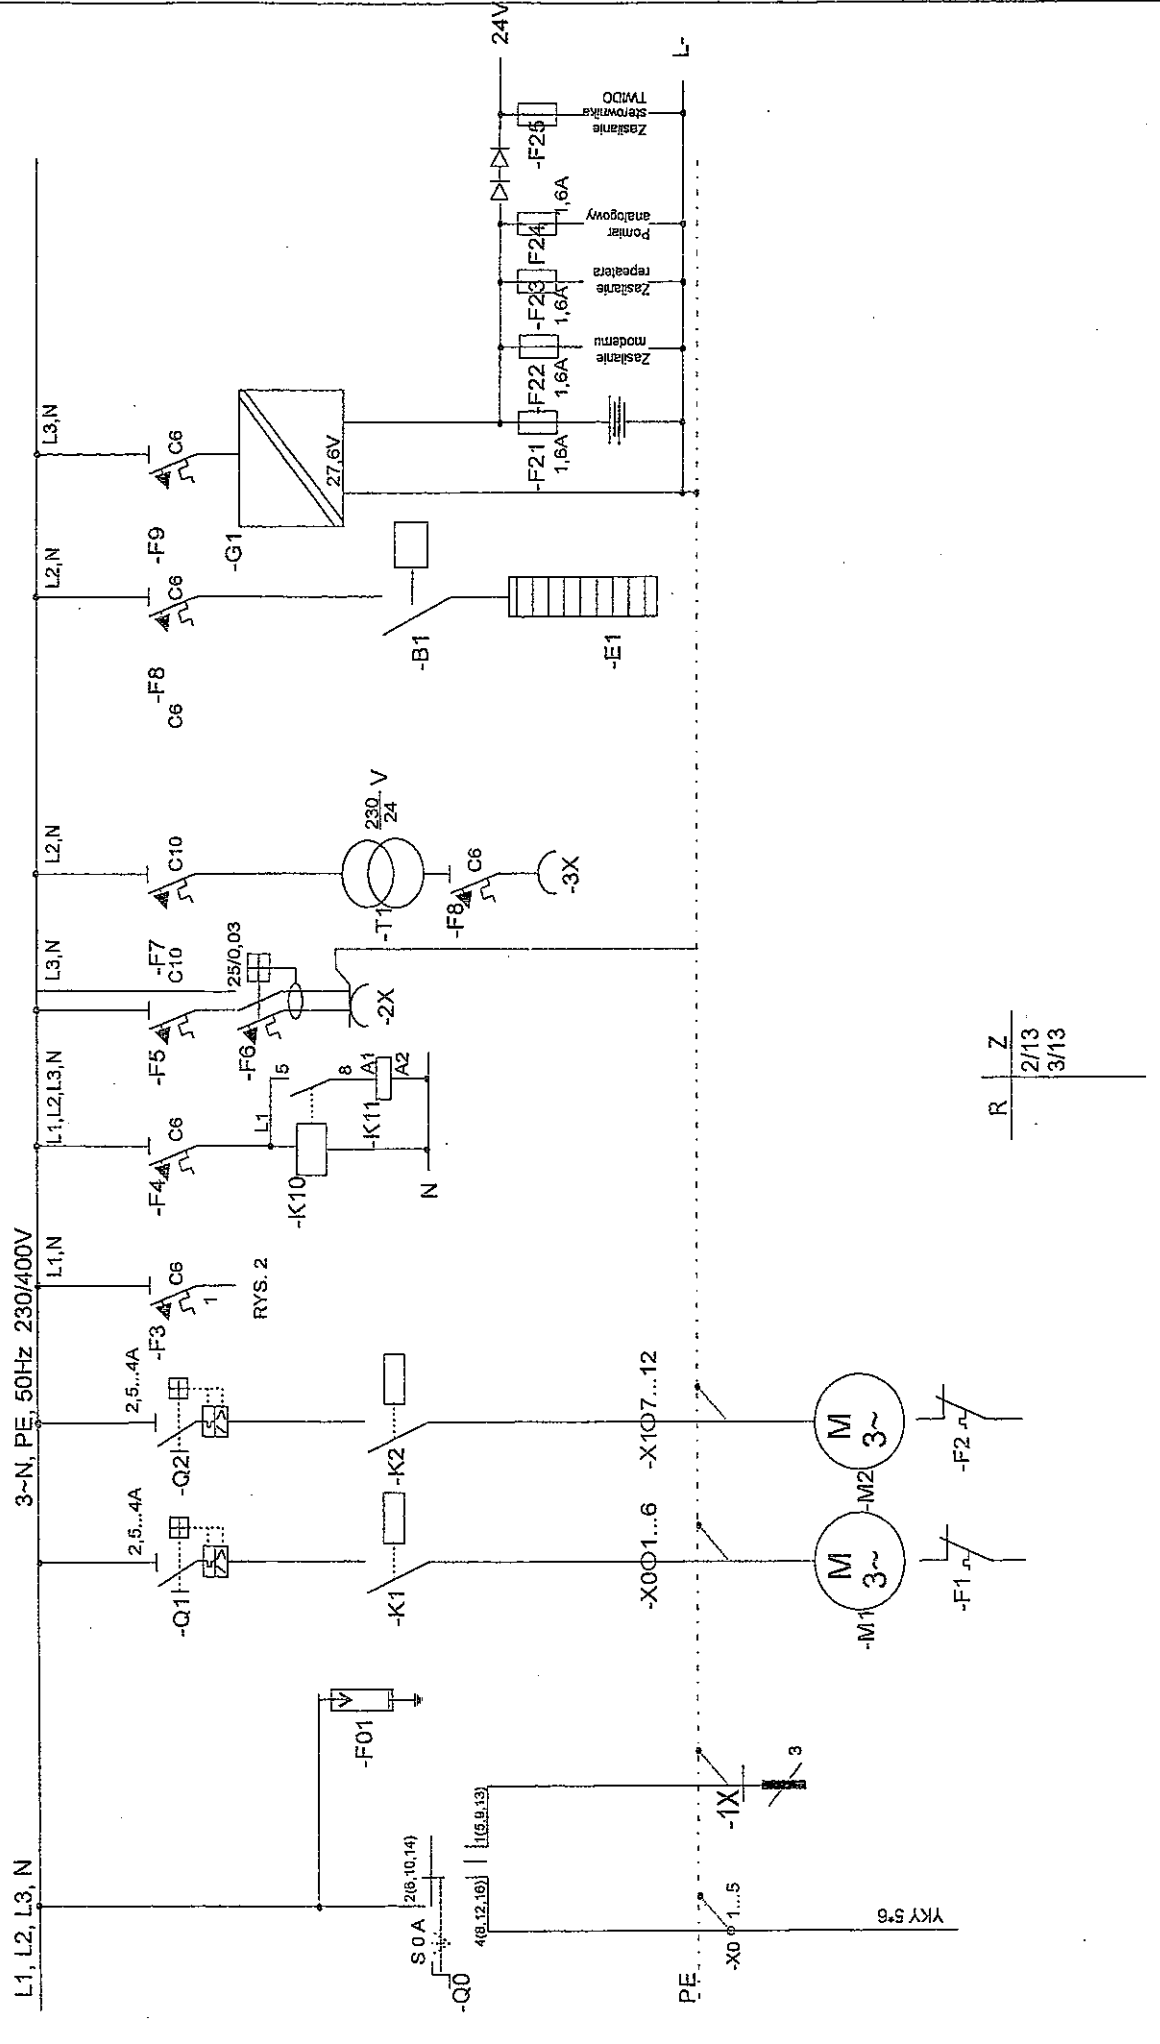 L1, L2, L3, N
3~N, PE, 50Hz 230/400V
-Q0
S 0 A
2(6,10,14)
4(8,12,16)
1(5,9,13)
PE
-X0
1...5
YKY 5*6
-F01
-1X
3
-Q1
2,5...4A
-K1
-X0
1...6
-M1
M
3~
-F1
-Q2
2,5...4A
-K2
-X1
7...12
-M2
M
3~
-F2
L1,N
-F3
C6
1
RYS. 2
L1,L2,L3,N
-F4
C6
L1
5
8
-K10
-K11
A1
A2
N
L3,N
-F5
C10
-F6
25/0,03
-2X
L2,N
-F7
C10
-T1
230 V
24
-F8
C6
-3X
L2,N
-F8
C6
C6
-B1
-E1
L3,N
-F9
C6
-G1
27,6V
-F21
1,6A
-F22
1,6A
Zasilanie
modemu
-F23
1,6A
Zasilanie
repeatera
-F24
1,6A
Pomiar
analogowy
-F25
Zasilanie
sterownika
TWIDO
24V
L-
R
Z
2/13
3/13